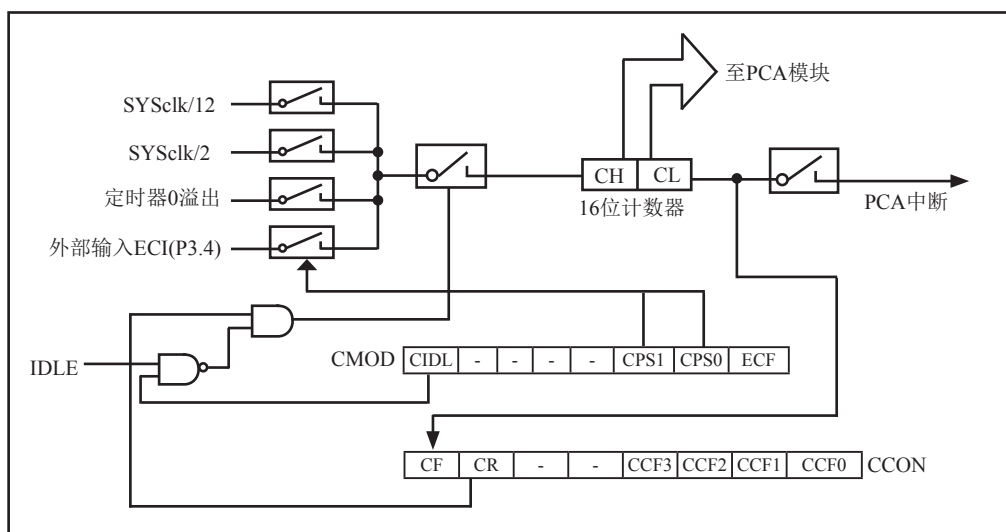 至PCA模块
SYSclk/12
SYSclk/2
定时器0溢出
外部输入ECI(P3.4)
CH CL
16位计数器
PCA中断
IDLE
CMOD CIDL - - - - CPS1 CPS0 ECF
CF CR - - CCF3 CCF2 CCF1 CCF0 CCON